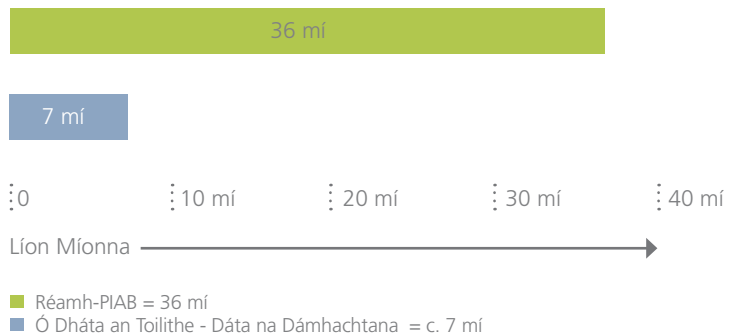 36 mí
7 mí
0 10 mí 20 mí 30 mí 40 mí
Líon Míonna
Réamh-PIAB = 36 mí
Ó Dháta an Toilithe - Dáta na Dámhachtana = c. 7 mí